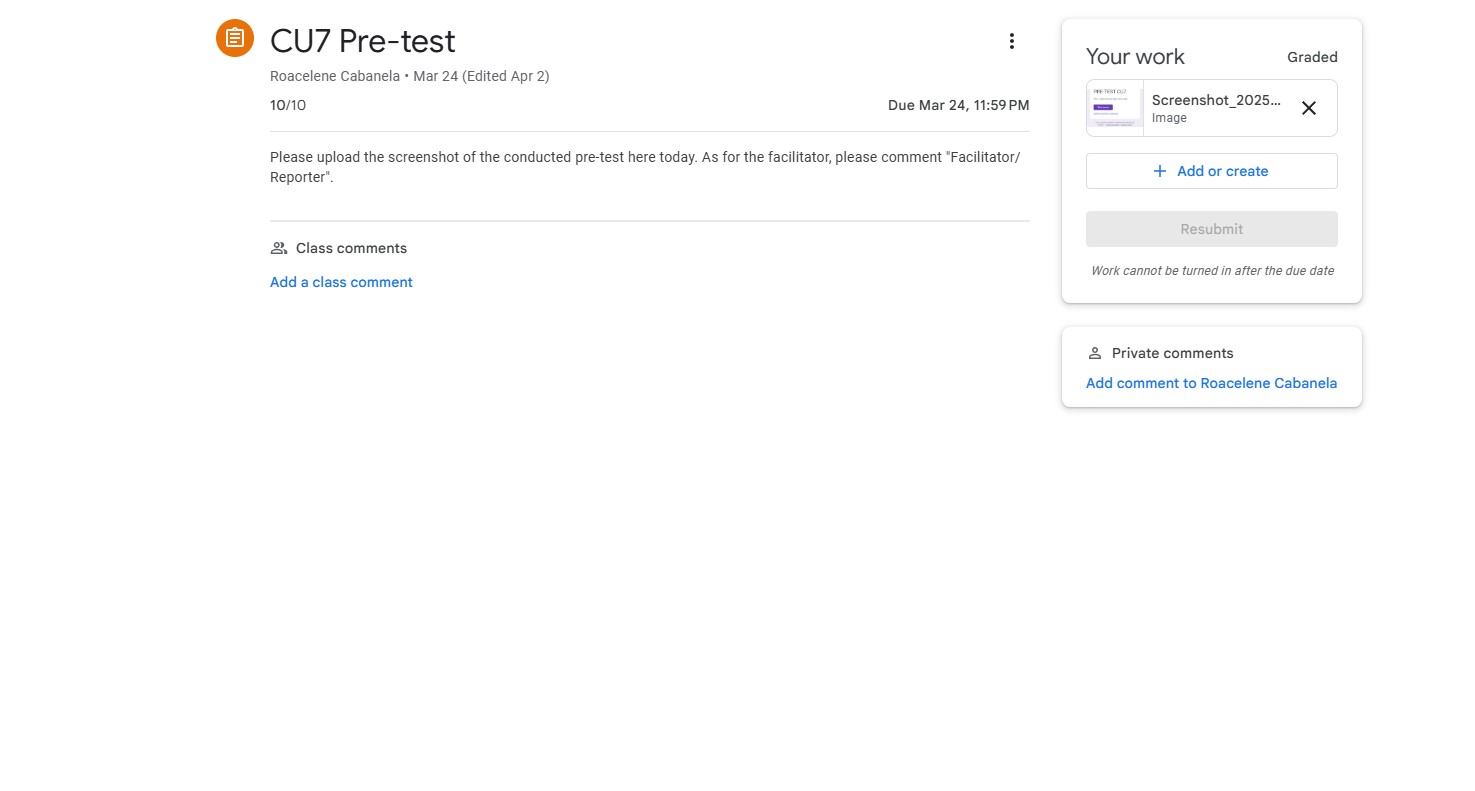 CU7 Pre-test
Roacelene Cabanela • Mar 24 (Edited Apr 2)
10/10
Due Mar 24, 11:59 PM
Please upload the screenshot of the conducted pre-test here today. As for the facilitator, please comment "Facilitator/
Reporter".
Class comments
Add a class comment
Your work
Graded
PRE-TEST CU7
Screenshot_2025...
Image
Add or create
Resubmit
Work cannot be turned in after the due date
Private comments
Add comment to Roacelene Cabanela